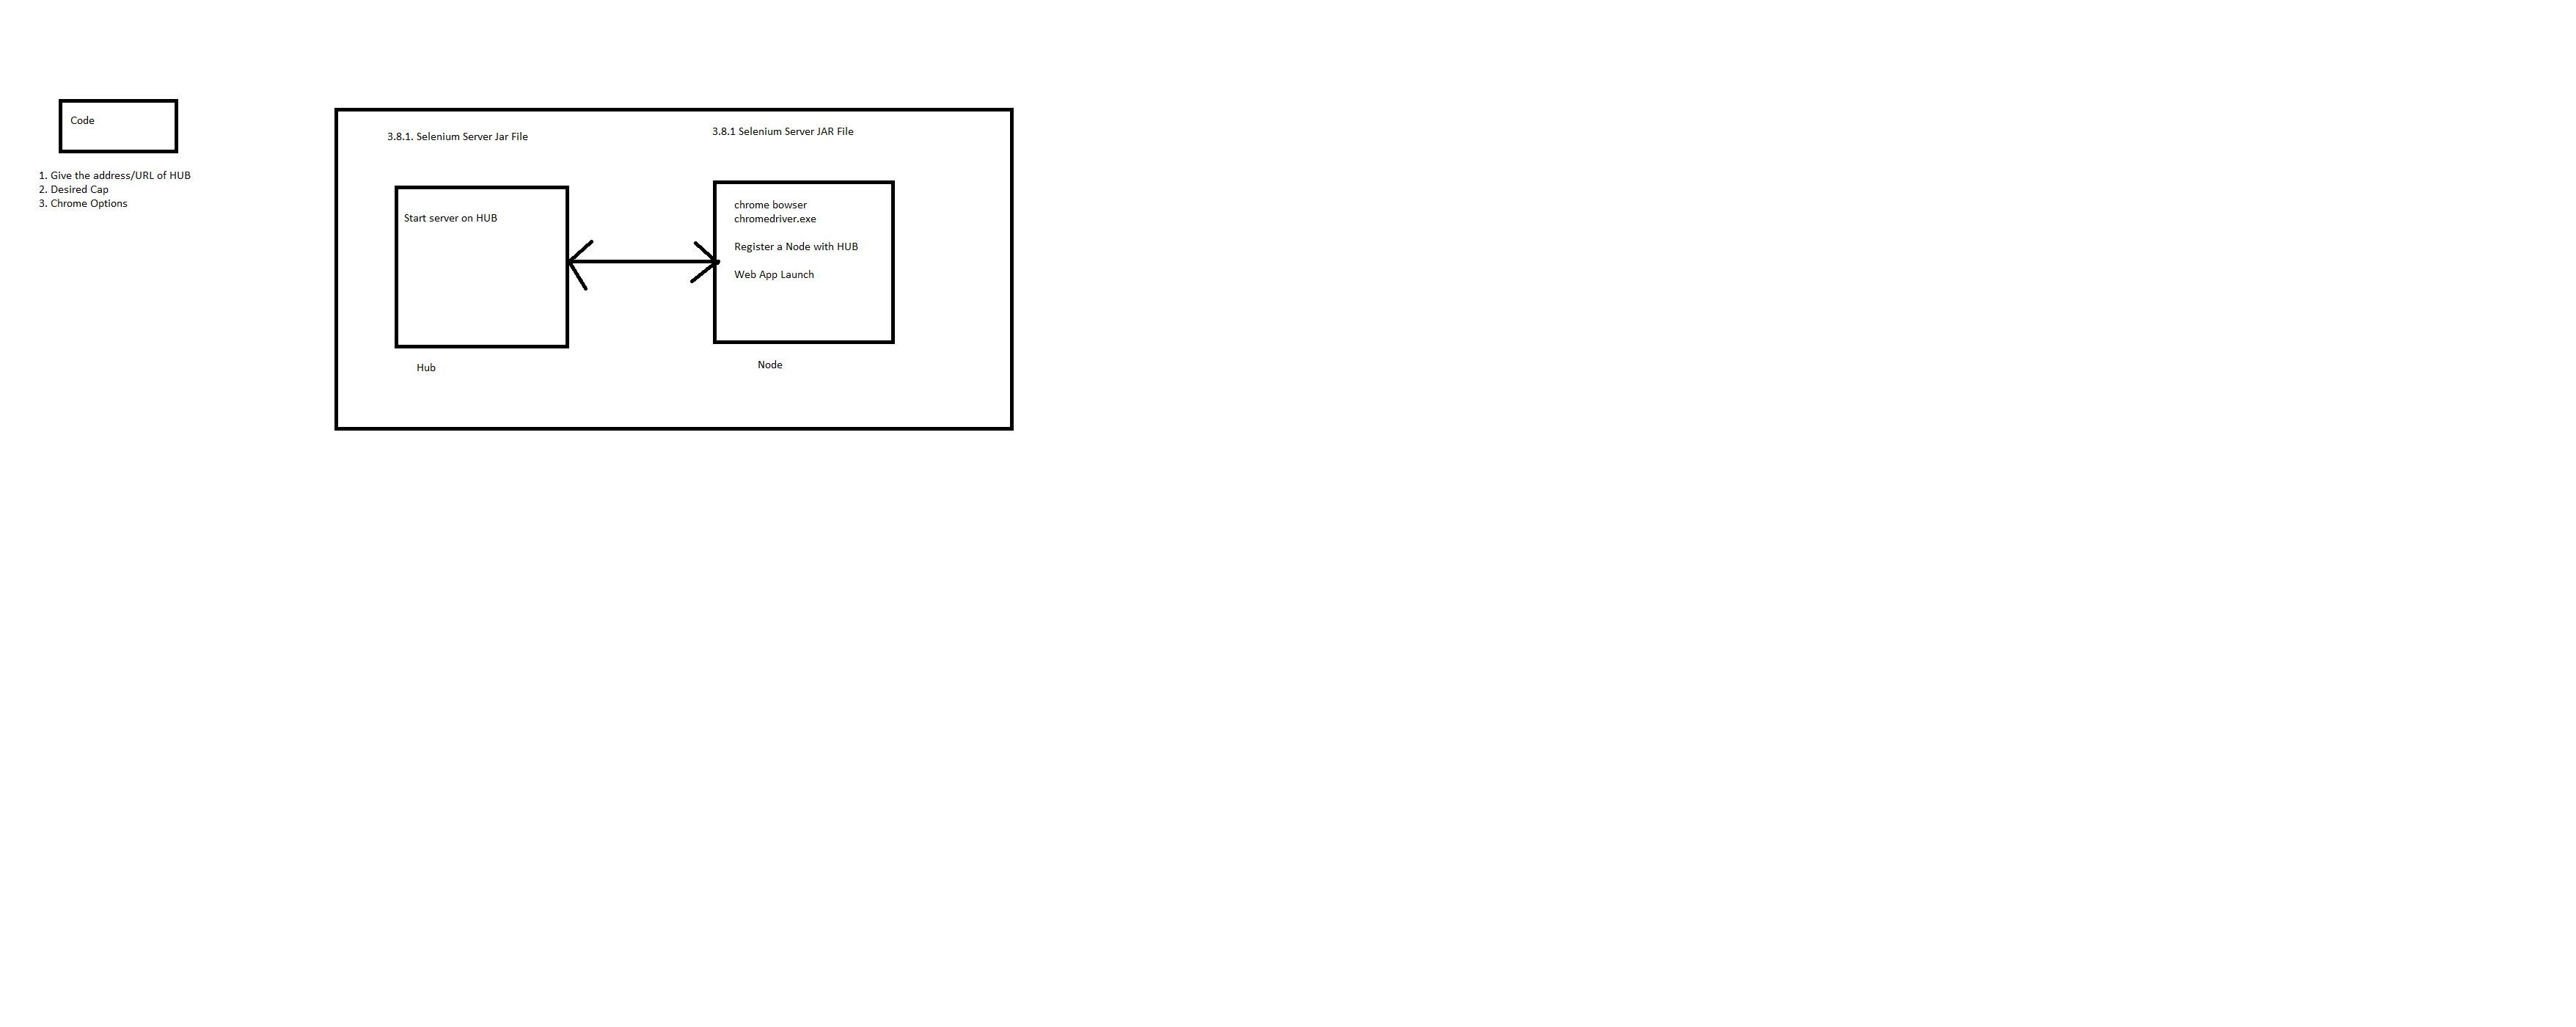 Code
1. Give the address/URL of HUB
2. Desired Cap
3. Chrome Options
3.8.1. Selenium Server Jar File
Start server on HUB
Hub
3.8.1 Selenium Server JAR File
chrome bowser
chromedriver.exe
Register a Node with HUB
Web App Launch
Node